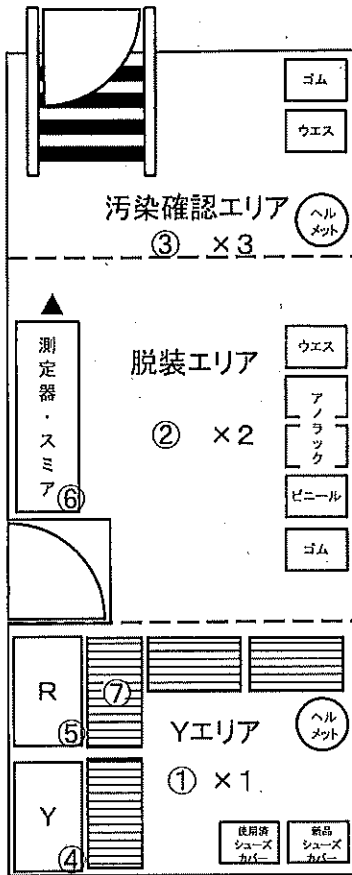 ゴム
ウエス
汚染確認エリア
ヘル
メット
③ ×3
測定器・スミア
⑥
脱装エリア
② ×2
ウエス
アノラック
ビニール
ゴム
R
⑤
⑦
Yエリア
ヘル
メット
① ×1
Y
④
使用済
シューズ
カバー
新品
シューズ
カバー